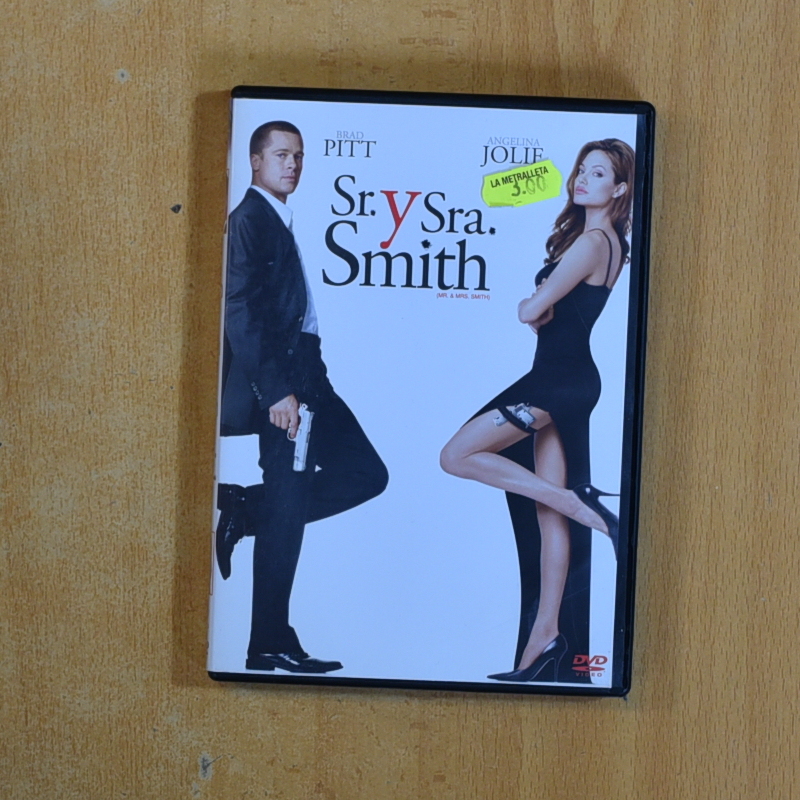 BRAD
PITT
ANGELINA
JOLIE
LA METRALLETA
3.00
Sr. y Sra.
Smith
(MR. & MRS. SMITH)
DVD
VIDEO